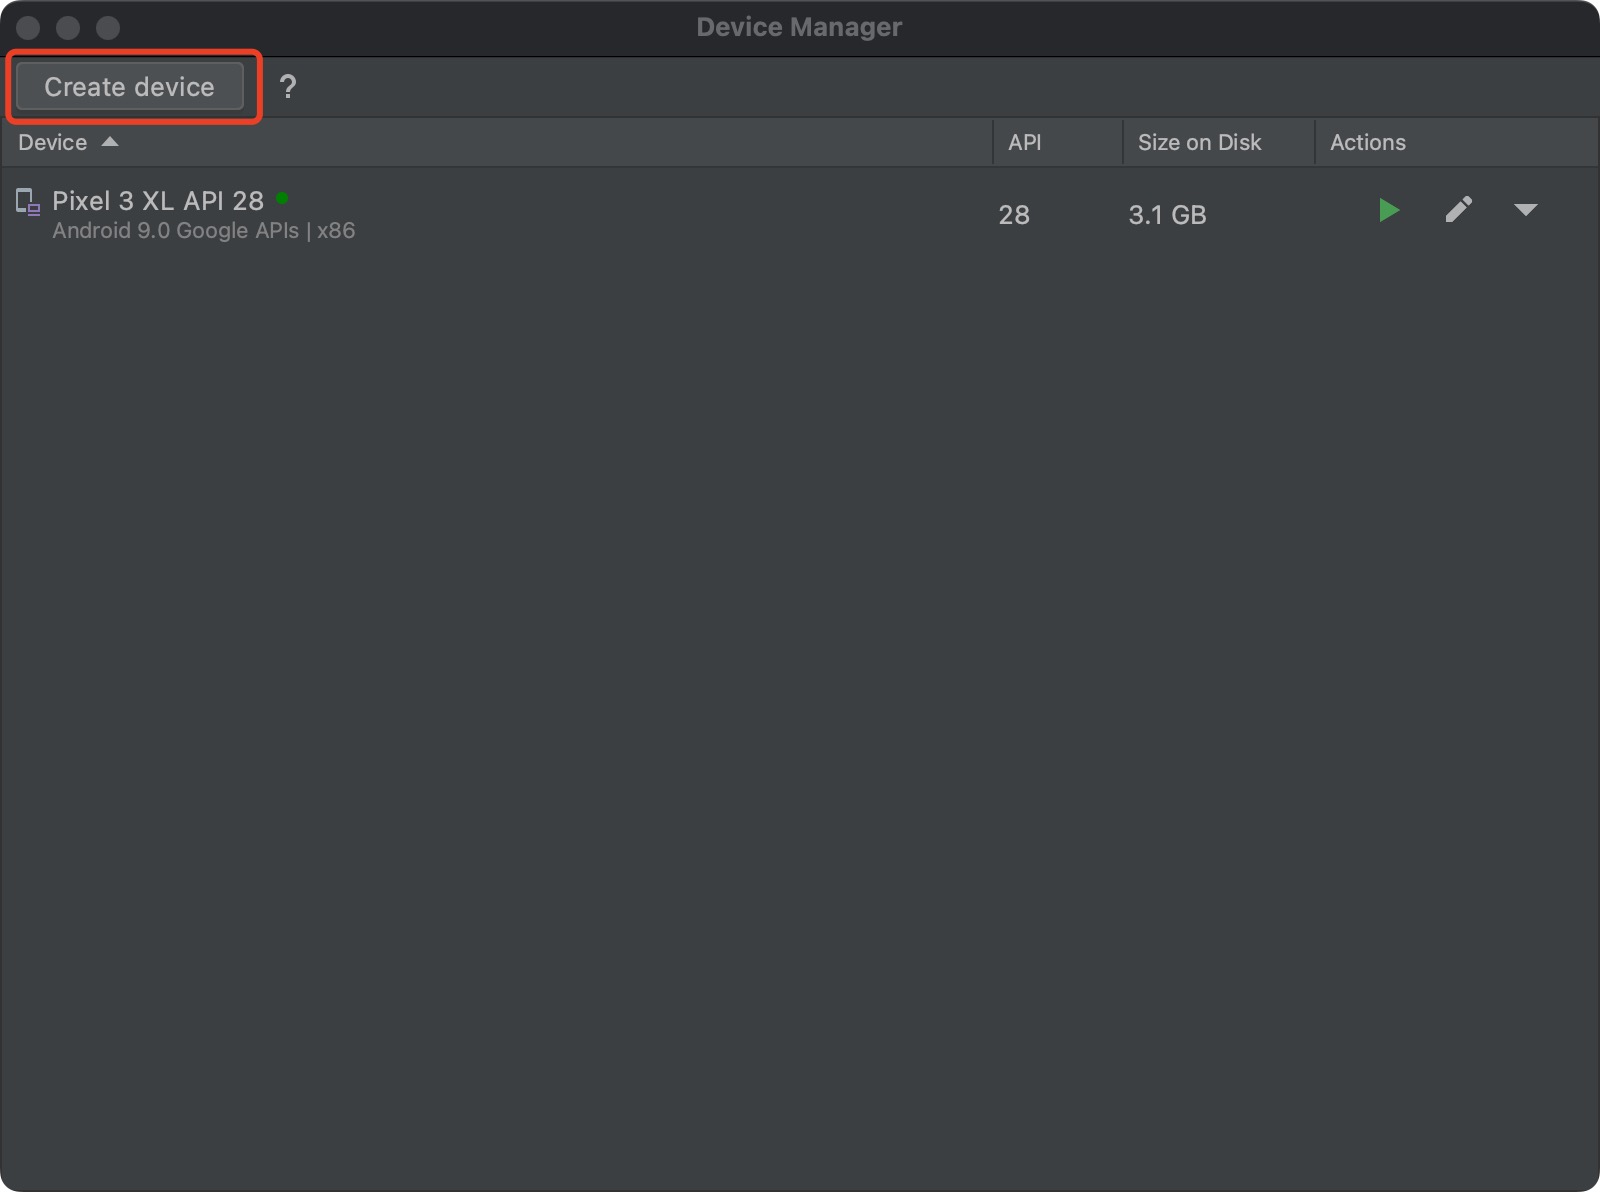 Device Manager
Create device ?
Device API Size on Disk Actions
Pixel 3 XL API 28
Android 9.0 Google APIs | x86
28 3.1 GB